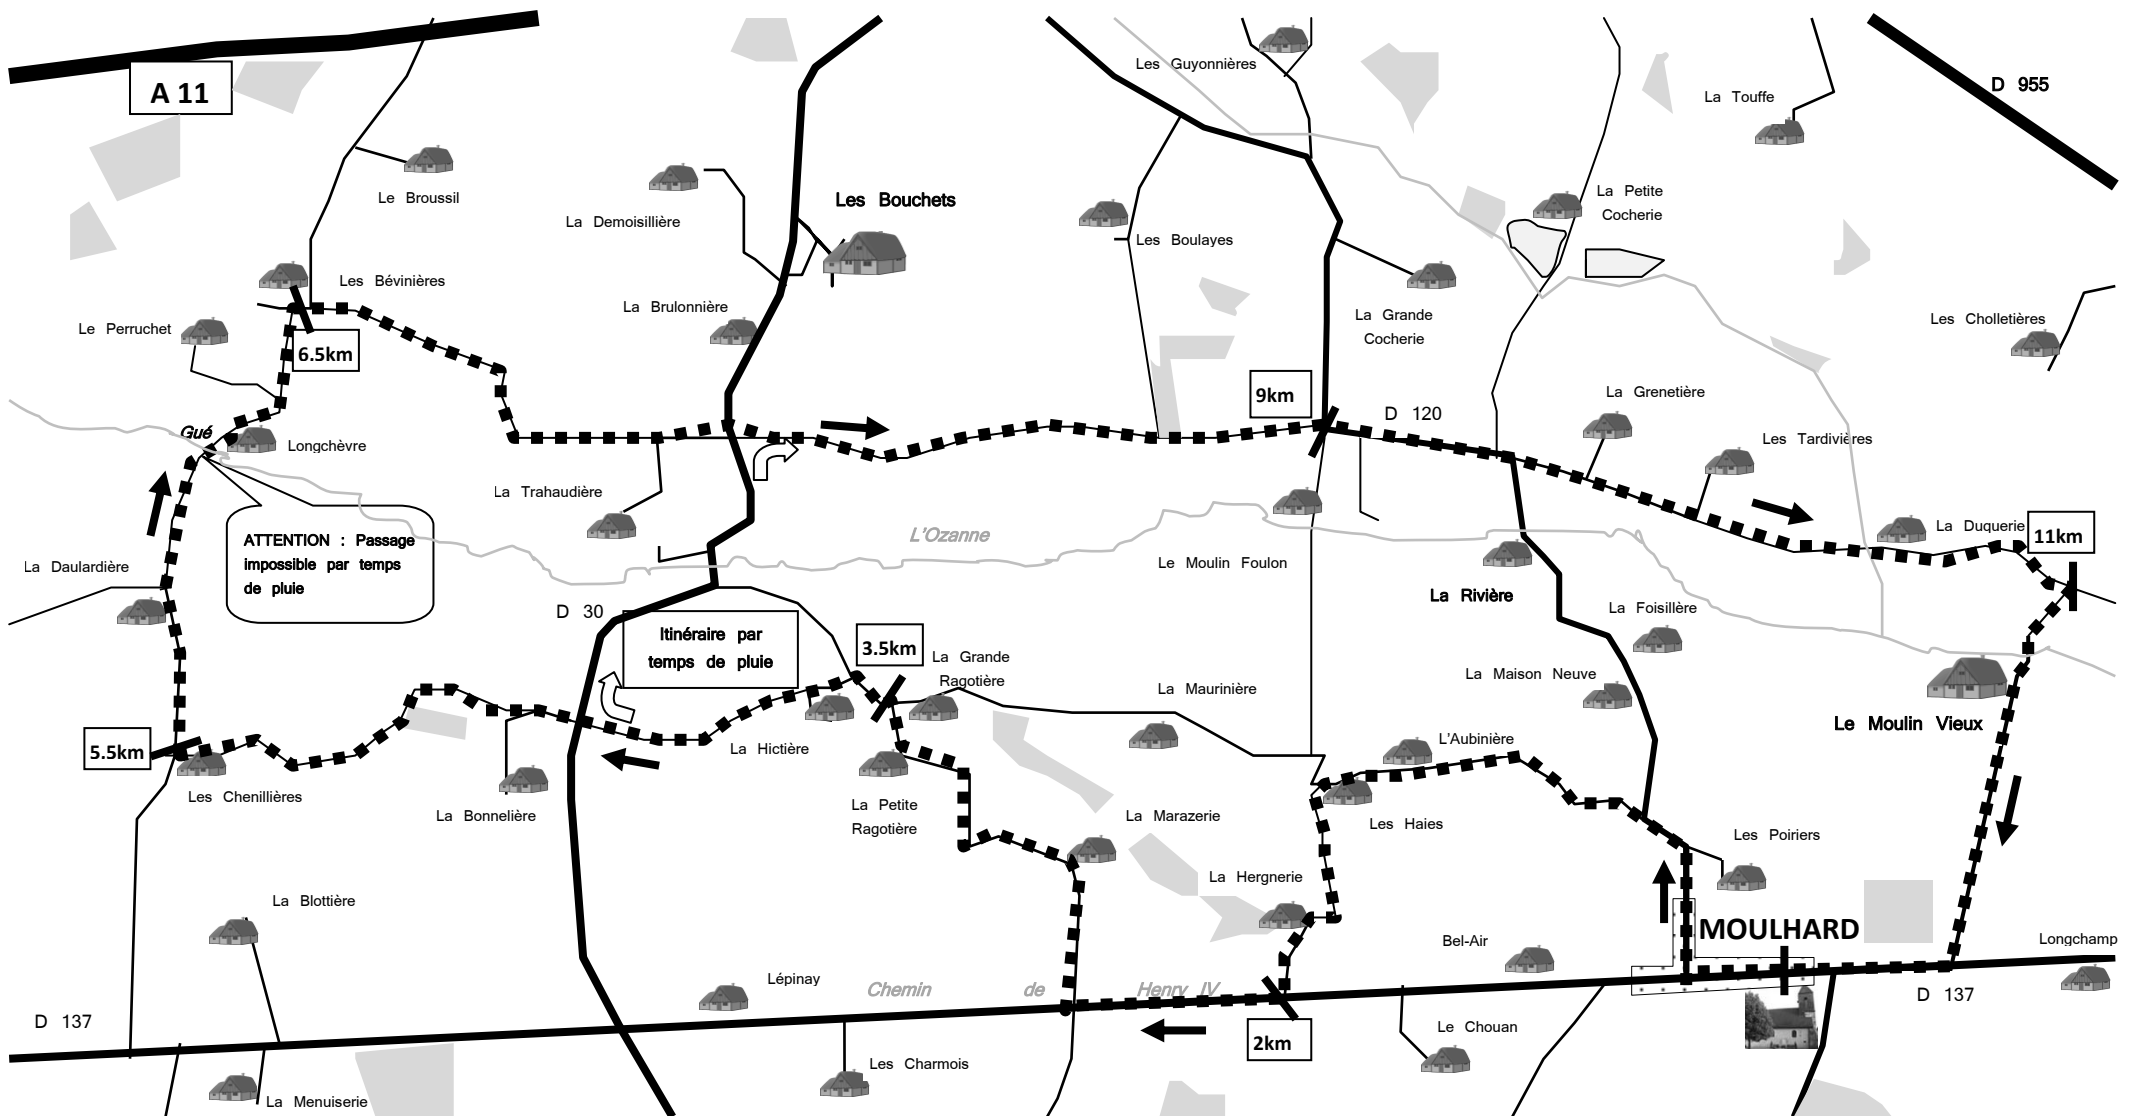 A 11
D 955
Les Guyonnières
La Touffe
Le Broussil
La Demoisillière
Les Bouchets
La Petite
Cocherie
Les Boulayes
Les Bévinières
La Brulonnière
La Grande
Cocherie
Les Cholletières
Le Perruchet
6.5km
9km
La Grenetière
D 120
Gué
Longchèvre
Les Tardivières
La Trahaudière
L'Ozanne
La Duquerie
11km
ATTENTION : Passage
impossible par temps
de pluie
Le Moulin Foulon
La Daulardière
La Rivière
D 30
La Foisillère
Itinéraire par
temps de pluie
3.5km
La Grande
Ragotière
La Maison Neuve
La Maurinière
Le Moulin Vieux
5.5km
La Hictière
L'Aubinière
Les Chenillières
La Bonnelière
La Petite
Ragotière
La Marazerie
Les Haies
Les Poiriers
La Hergnerie
La Blottière
MOULHARD
Bel-Air
Longchamp
Lépinay
Chemin de Henry IV
D 137
D 137
Le Chouan
2km
Les Charmois
La Menuiserie